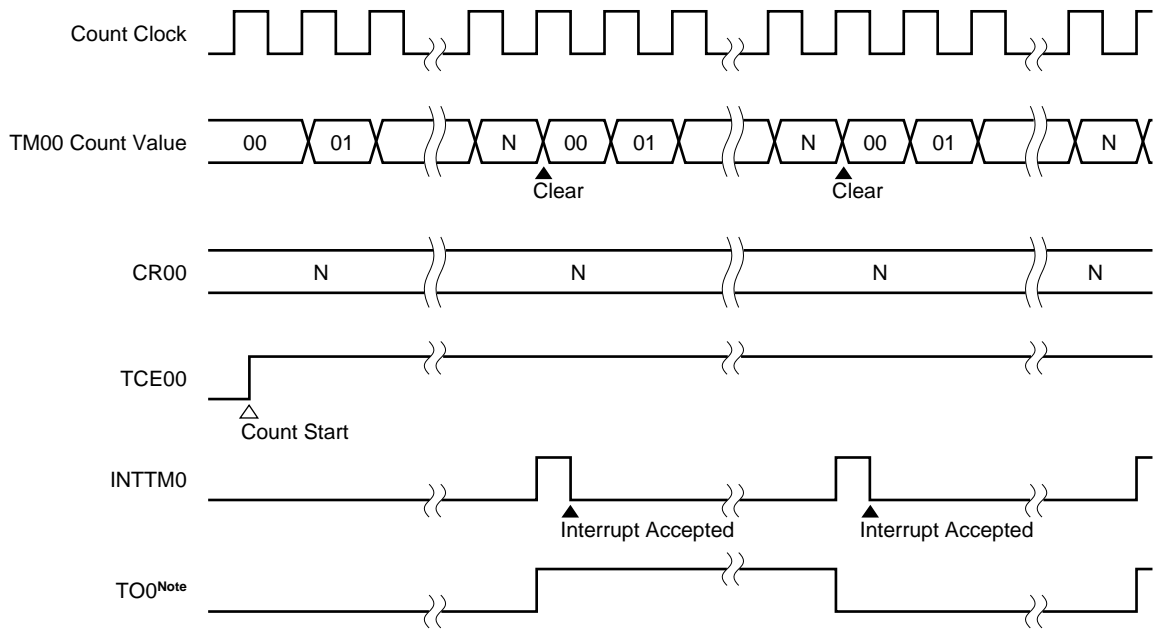 Count Clock
TM00 Count Value
00 01 N 00 01 N 00 01 N
Clear Clear
CR00
N N N N
TCE00
Count Start
INTTM0
Interrupt Accepted Interrupt Accepted
TO0Note